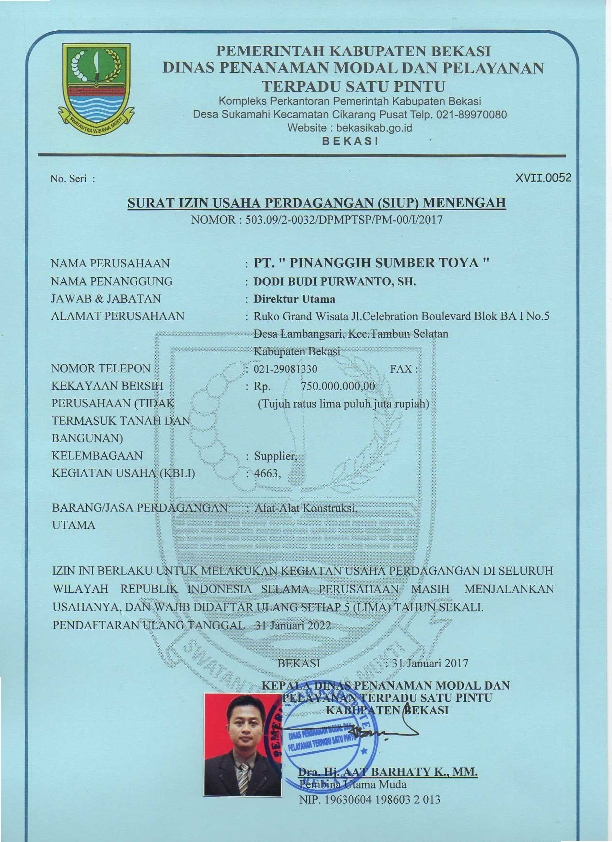 PEMERINTAH KABUPATEN BEKASI
DINAS PENANAMAN MODAL DAN PELAYANAN
TERPADU SATU PINTU
Kompleks Perkantoran Pemerintah Kabupaten Bekasi
Desa Sukamahi Kecamatan Cikarang Pusat Telp. 021-89970080
Website : bekasikab.go.id
BEKASI
No. Seri : XVII.0052
SURAT IZIN USAHA PERDAGANGAN (SIUP) MENENGAH
NOMOR : 503.09/2-0032/DPMPTSP/PM-00/I/2017
NAMA PERUSAHAAN : PT. " PINANGGIH SUMBER TOYA "
NAMA PENANGGUNG : DODI BUDI PURWANTO, SH.
JAWAB & JABATAN : Direktur Utama
ALAMAT PERUSAHAAN : Ruko Grand Wisata Jl.Celebration Boulevard Blok BA I No.5
Desa Lambangsari, Kec.Tambun Selatan
Kabupaten Bekasi
NOMOR TELEPON : 021-29081330 FAX :
KEKAYAAN BERSIH : Rp. 750.000.000,00
PERUSAHAAN (TIDAK (Tujuh ratus lima puluh juta rupiah)
TERMASUK TANAH DAN
BANGUNAN)
KELEMBAGAAN : Supplier,
KEGIATAN USAHA (KBLI) : 4663,
BARANG/JASA PERDAGANGAN : Alat-Alat Konstruksi,
UTAMA
IZIN INI BERLAKU UNTUK MELAKUKAN KEGIATAN USAHA PERDAGANGAN DI SELURUH
WILAYAH REPUBLIK INDONESIA SELAMA PERUSAHAAN MASIH MENJALANKAN
USAHANYA, DAN WAJIB DIDAFTAR ULANG SETIAP 5 (LIMA) TAHUN SEKALI.
PENDAFTARAN ULANG TANGGAL 31 Januari 2022
BEKASI : 31 Januari 2017
KEPALA DINAS PENANAMAN MODAL DAN
PELAYANAN TERPADU SATU PINTU
KABUPATEN BEKASI
DINAS PENANAMAN MODAL DAN
PELAYANAN TERPADU SATU PINTU
Dra. Hj. AAT BARHATY K., MM.
Pembina Utama Muda
NIP. 19630604 198603 2 013